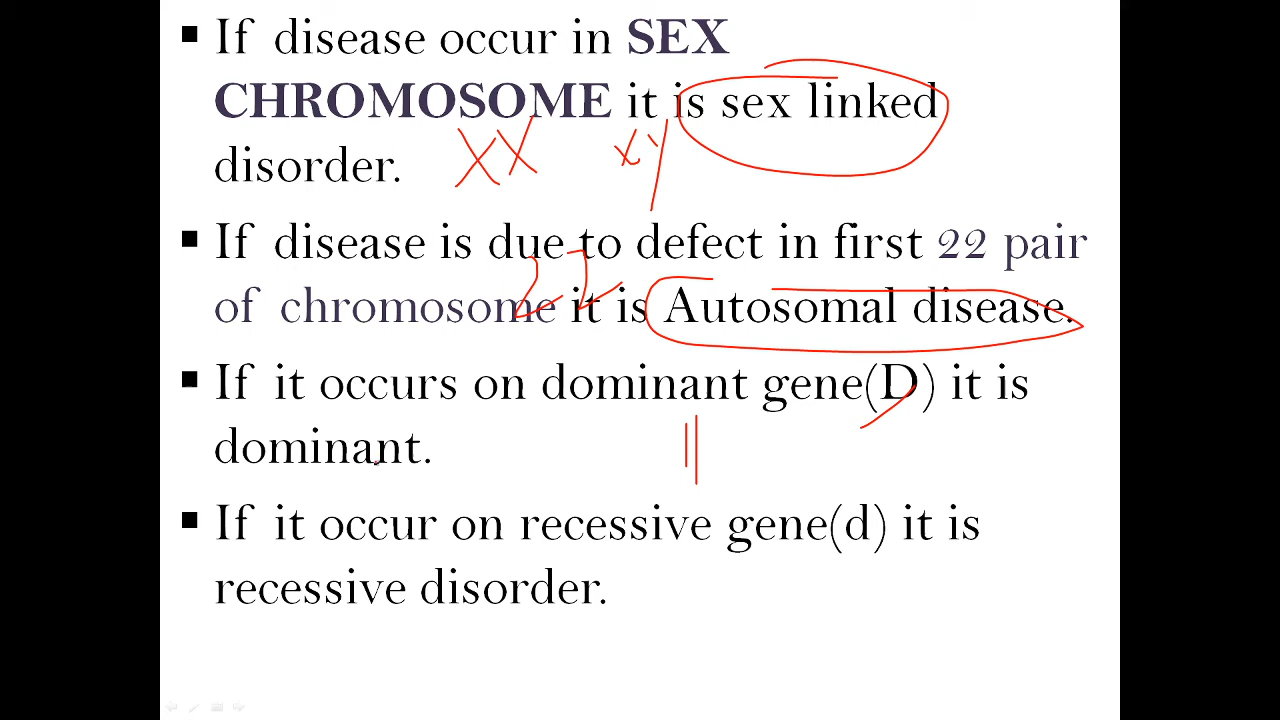 If disease occur in SEX
CHROMOSOME it is sex linked
XX xy
disorder.
If disease is due to defect in first 22 pair
22
of chromosome it is Autosomal disease.
If it occurs on dominant gene(D) it is
dominant.
If it occur on recessive gene(d) it is
recessive disorder.